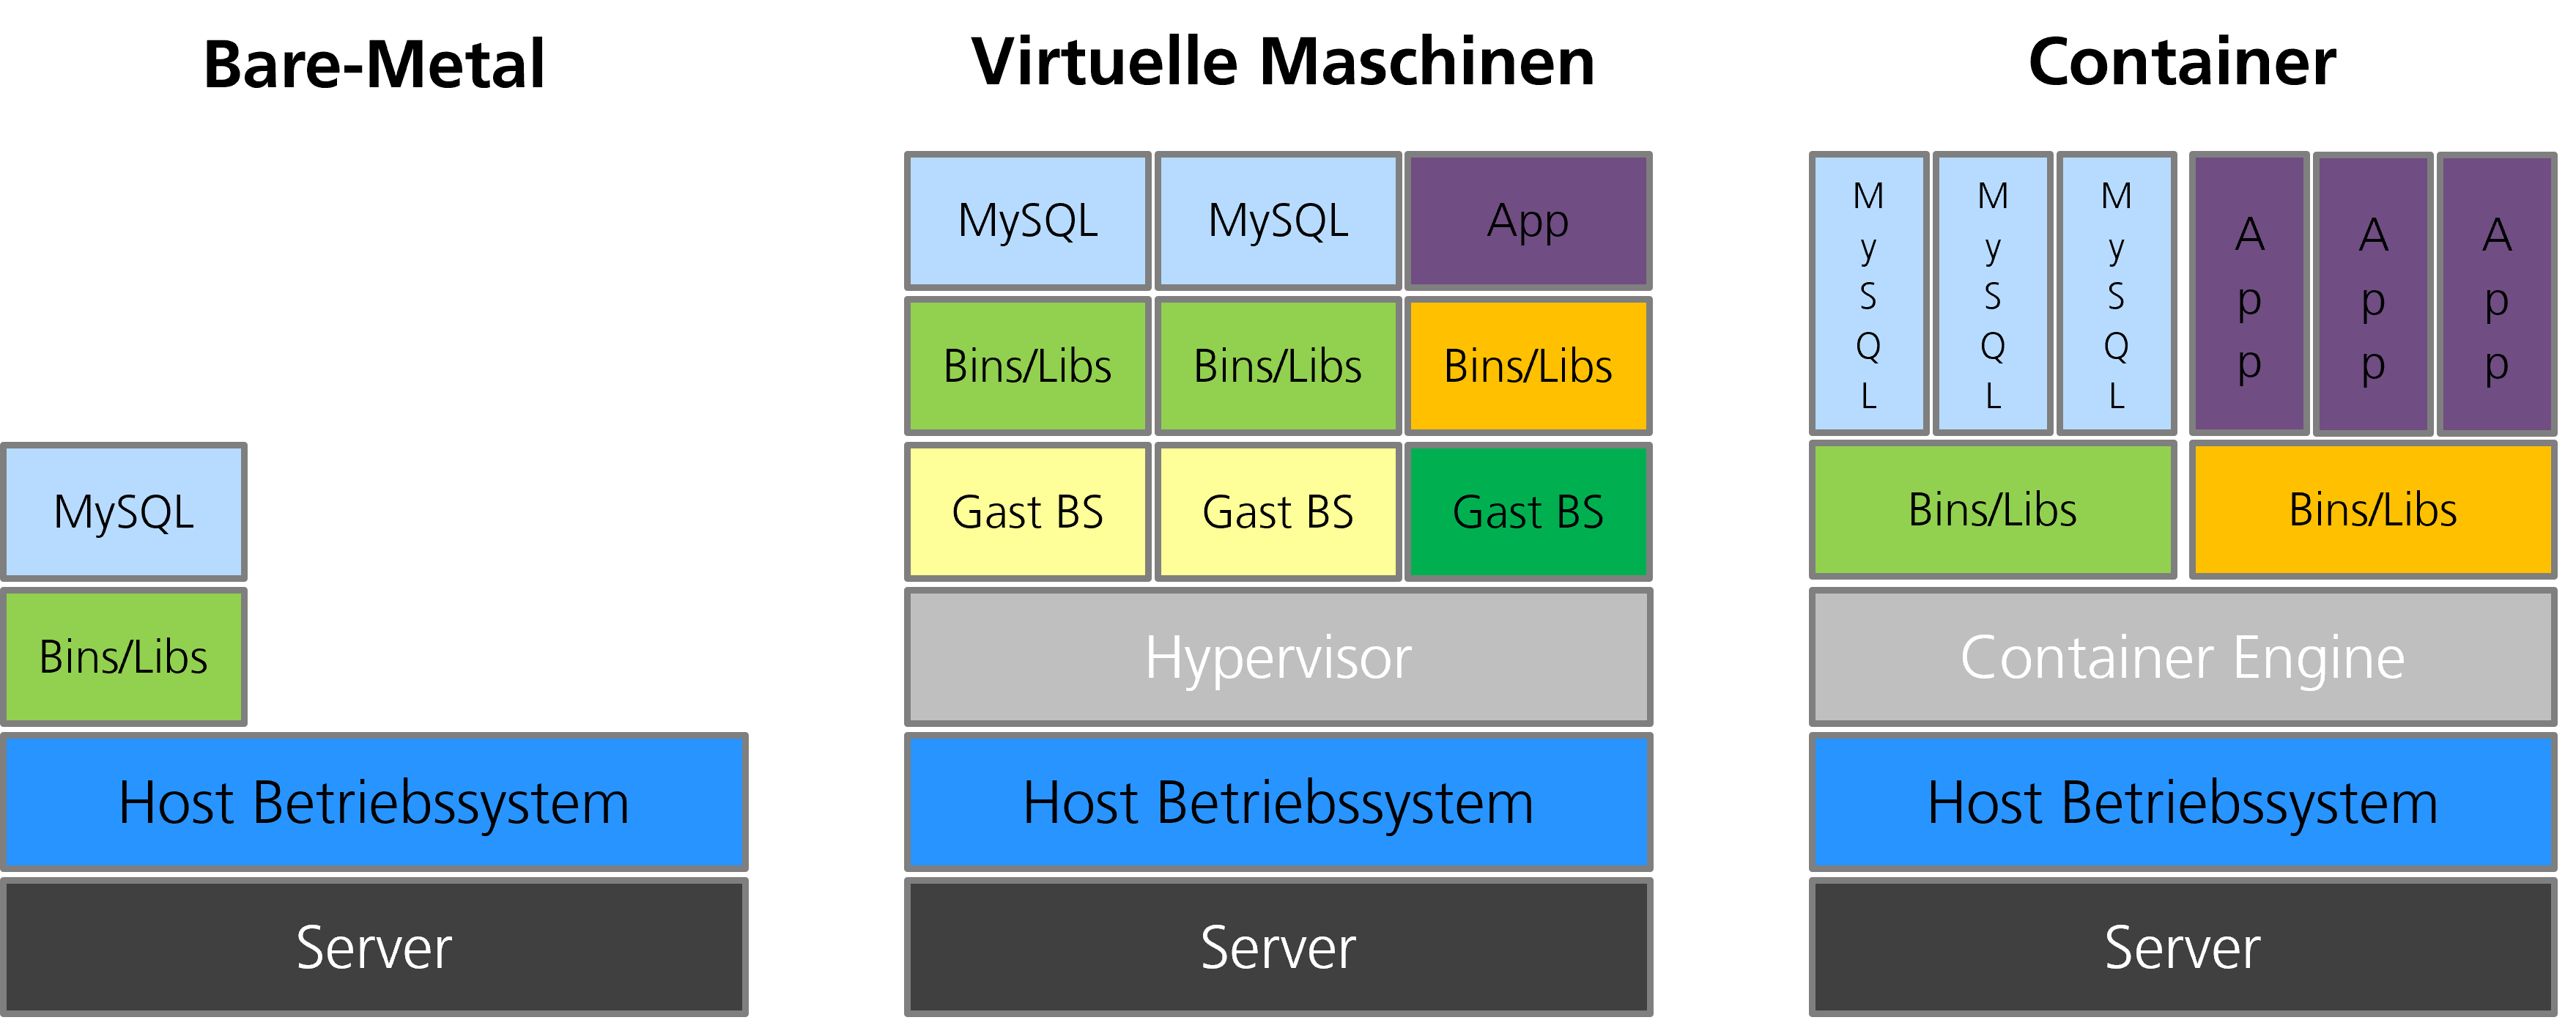 Bare-Metal
MySQL
Bins/Libs
Host Betriebssystem
Server
Virtuelle Maschinen
MySQL MySQL App
Bins/Libs Bins/Libs Bins/Libs
Gast BS Gast BS Gast BS
Hypervisor
Host Betriebssystem
Server
Container
MySQL MySQL MySQL App App App
Bins/Libs Bins/Libs
Container Engine
Host Betriebssystem
Server